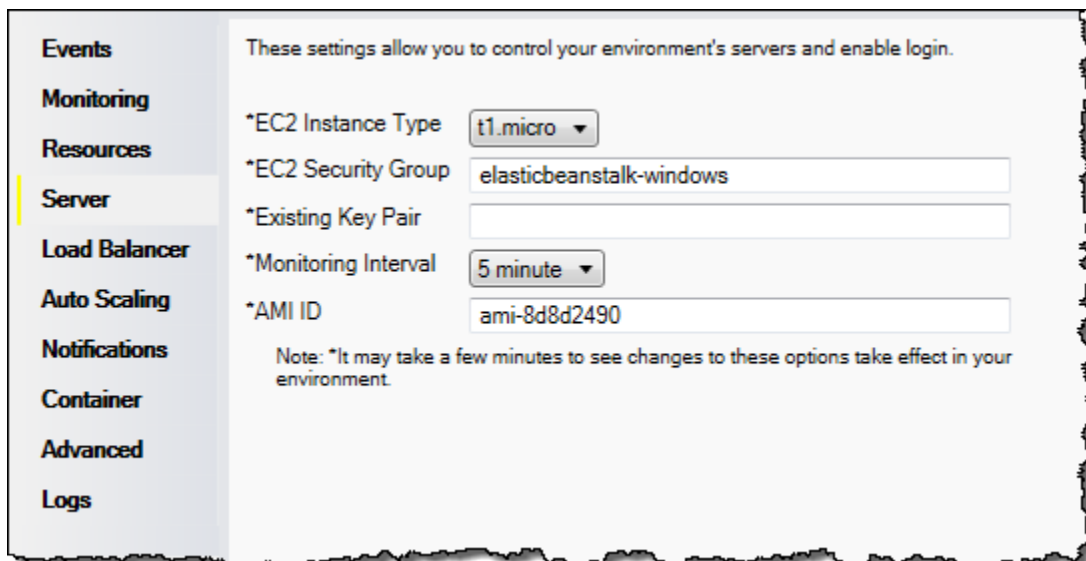 Events
Monitoring
Resources
Server
Load Balancer
Auto Scaling
Notifications
Container
Advanced
Logs
These settings allow you to control your environment's servers and enable login.
*EC2 Instance Type t1.micro
*EC2 Security Group elasticbeanstalk-windows
*Existing Key Pair
*Monitoring Interval 5 minute
*AMI ID ami-8d8d2490
Note: *It may take a few minutes to see changes to these options take effect in your
environment.